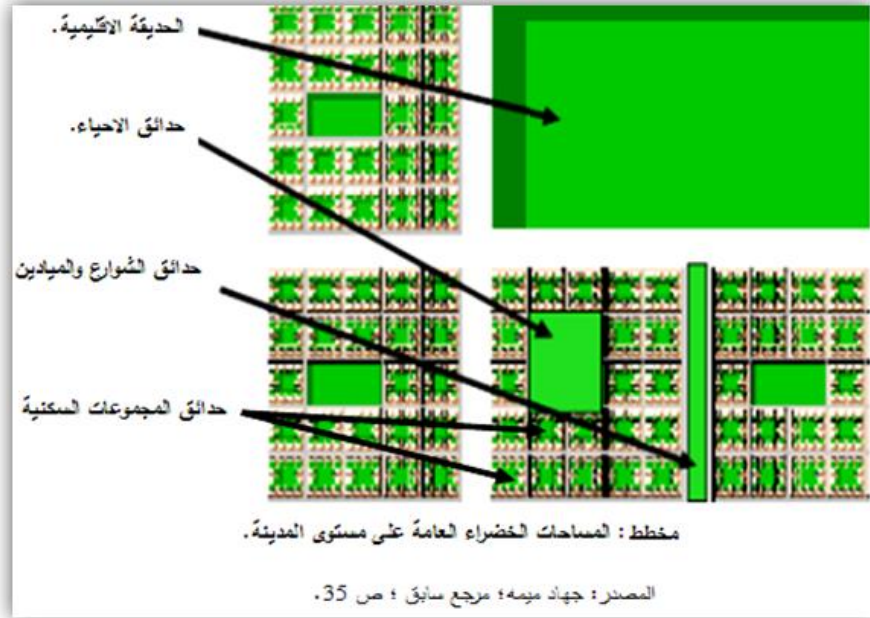 الحديقة الاقليمية.
حدائق الاحياء.
حدائق الشوارع والميادين
حدائق المجموعات السكنية
مخطط: المساحات الخضراء العامة على مستوى المدينة.
المصدر: جهاد ميمه؛ مرجع سابق ؛ ص 35.